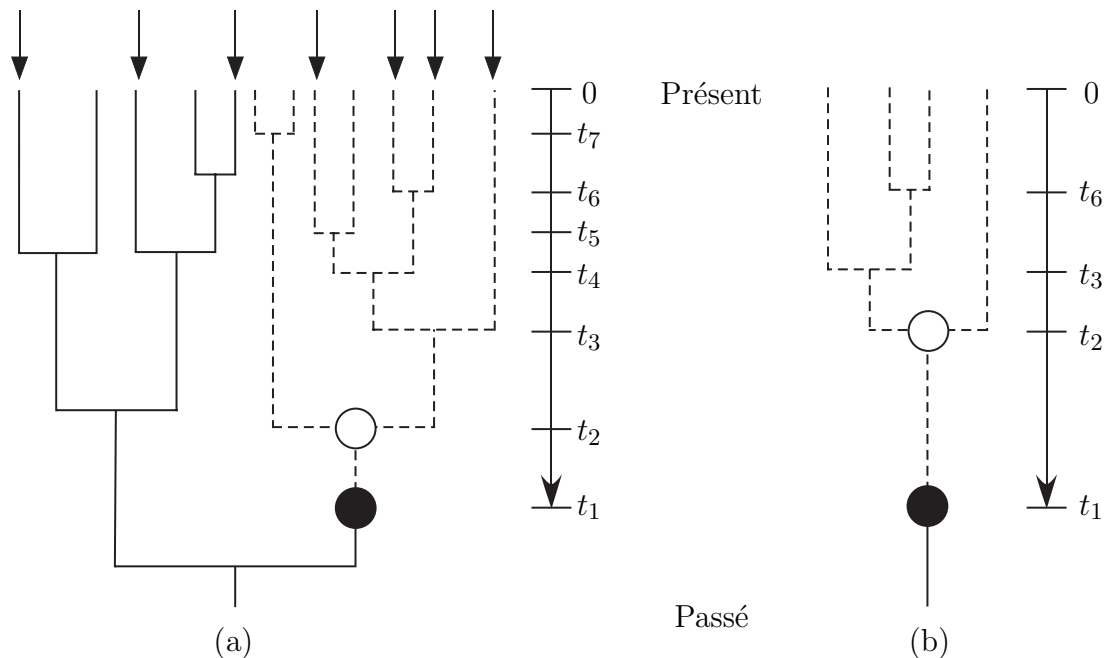 0 Présent 0
t7
t6 t6
t5
t4 t3
t3 t2
t2
t1 t1
Passé
(a) (b)